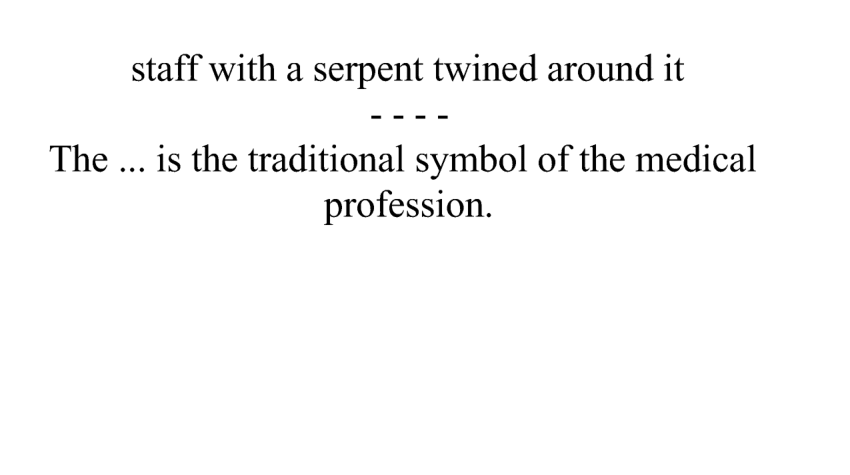 staff with a serpent twined around it
- - - -
The ... is the traditional symbol of the medical
profession.